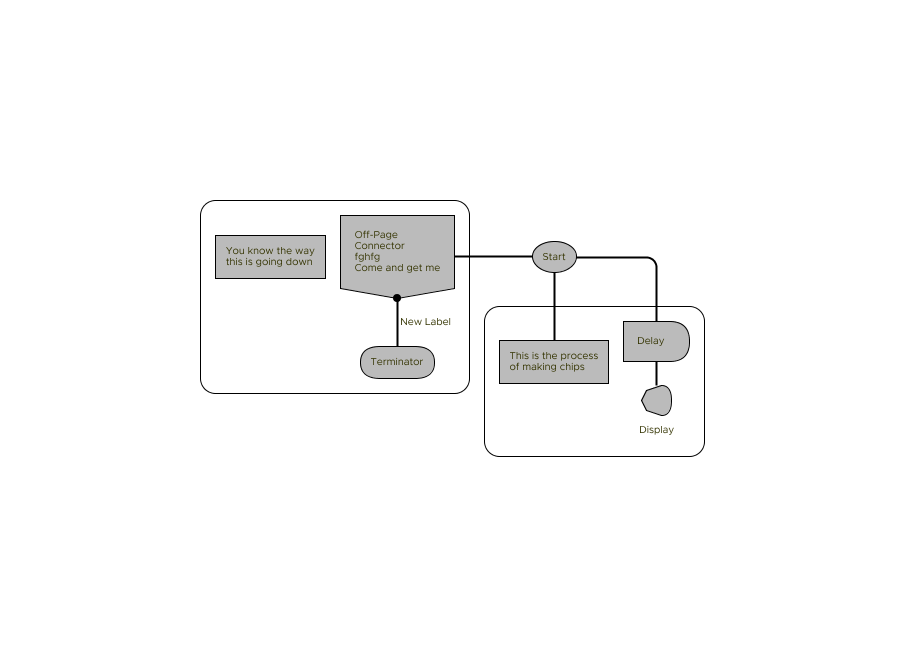 You know the way
this is going down
Off-Page
Connector
fghfg
Come and get me
New Label
Terminator
Start
This is the process
of making chips
Delay
Display